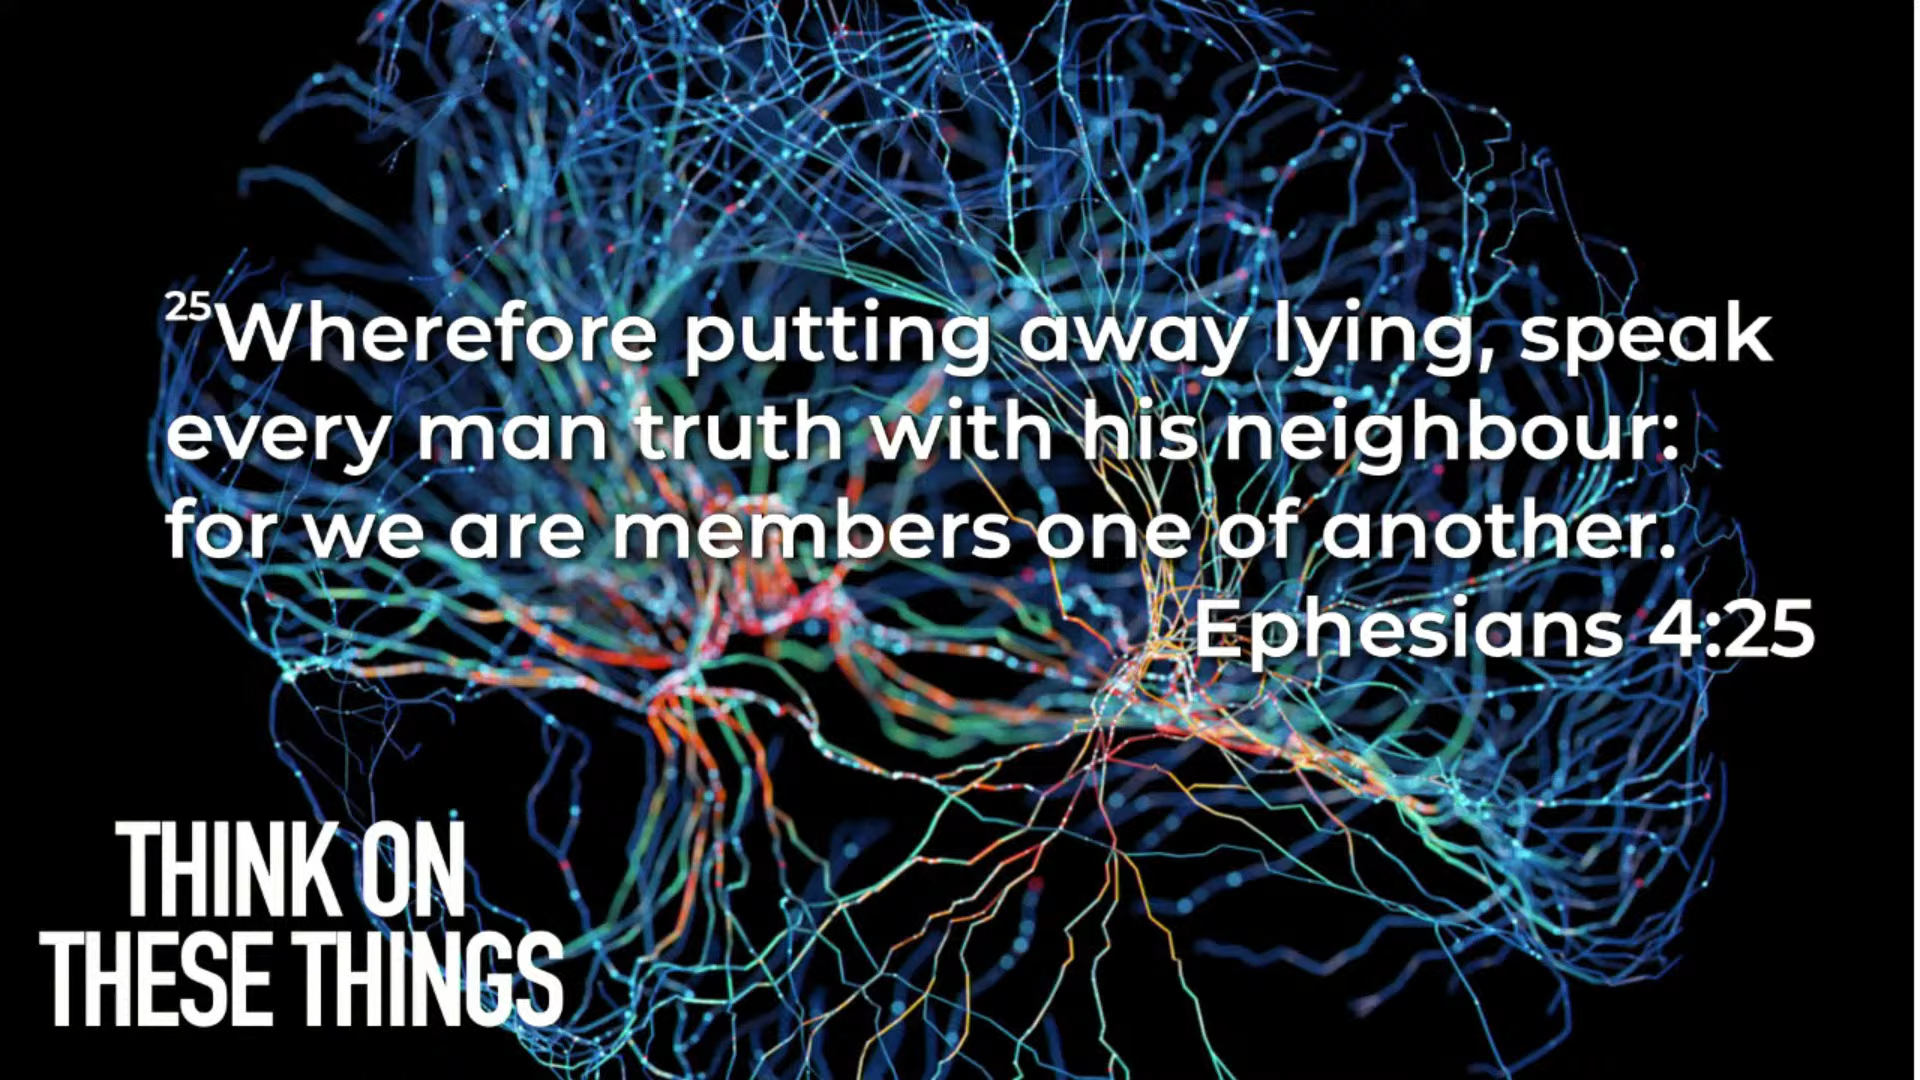 25Wherefore putting away lying, speak
every man truth with his neighbour:
for we are members one of another.
Ephesians 4:25
THINK ON
THESE THINGS